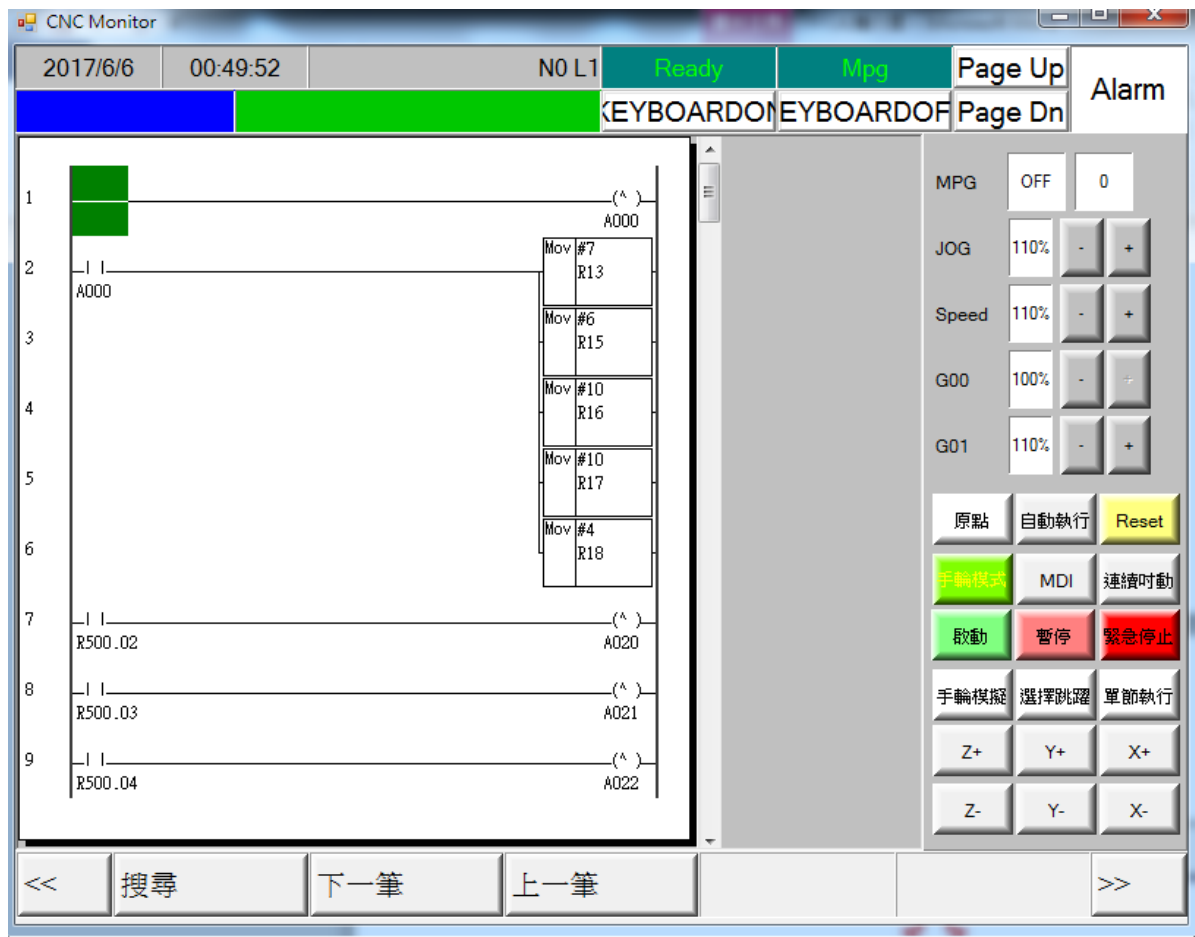 CNC Monitor
2017/6/6 00:49:52 N0 L1 Ready Mpg Page Up Alarm
KEYBOARDON EYBOARDOF Page Dn
1 (^ )
A000
2 Mov #7
A000 R13
3 Mov #6
R15
4 Mov #10
R16
5 Mov #10
R17
6 Mov #4
R18
7 (^ )
R500.02 A020
8 (^ )
R500.03 A021
9 (^ )
R500.04 A022
MPG OFF 0
JOG 110% - +
Speed 110% - +
G00 100% - +
G01 110% - +
原點 自動執行 Reset
手輪模式 MDI 連續吋動
啟動 暫停 緊急停止
手輪模擬 選擇跳躍 單節執行
Z+ Y+ X+
Z- Y- X-
<< 搜尋 下一筆 上一筆 >>